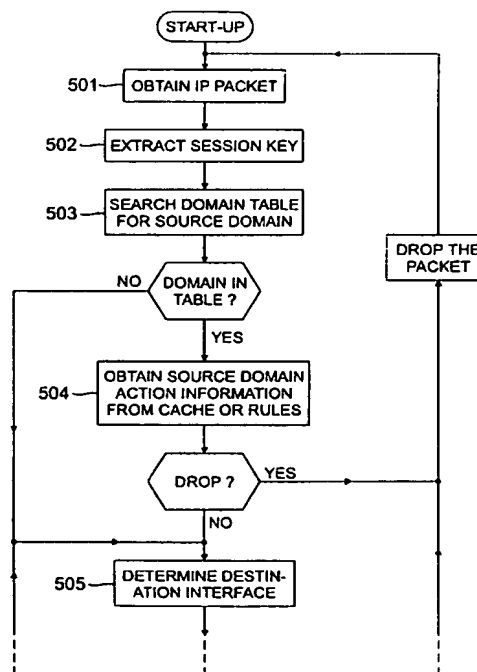 START-UP
501
OBTAIN IP PACKET
502
EXTRACT SESSION KEY
503
SEARCH DOMAIN TABLE
FOR SOURCE DOMAIN
DROP THE
PACKET
NO
DOMAIN IN
TABLE ?
YES
504
OBTAIN SOURCE DOMAIN
ACTION INFORMATION
FROM CACHE OR RULES
DROP ?
YES
NO
505
DETERMINE DESTIN-
ATION INTERFACE